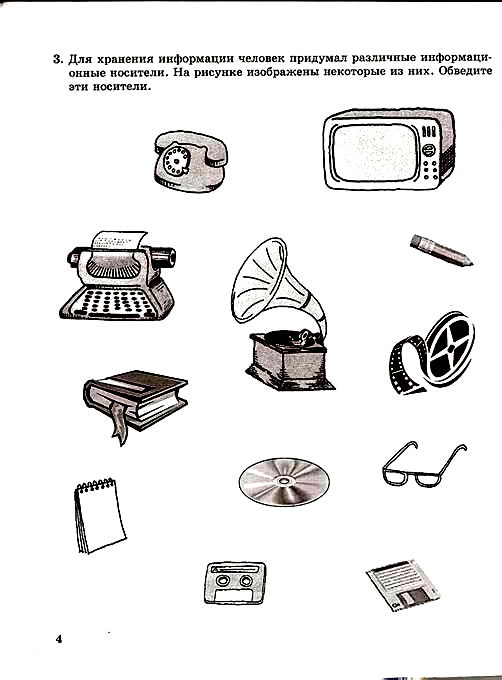 3. Для хранения информации человек придумал различные информаци-
онные носители. На рисунке изображены некоторые из них. Обведите
эти носители.
4